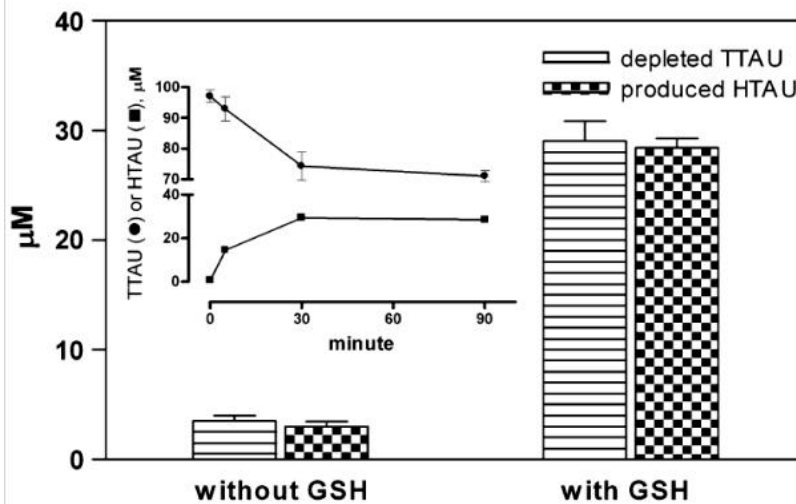 40
30
20
10
0
μM
depleted TTAU
produced HTAU
TTAU (●) or HTAU (■), μM
100
90
80
70
40
20
0
0
30
60
90
minute
without GSH
with GSH